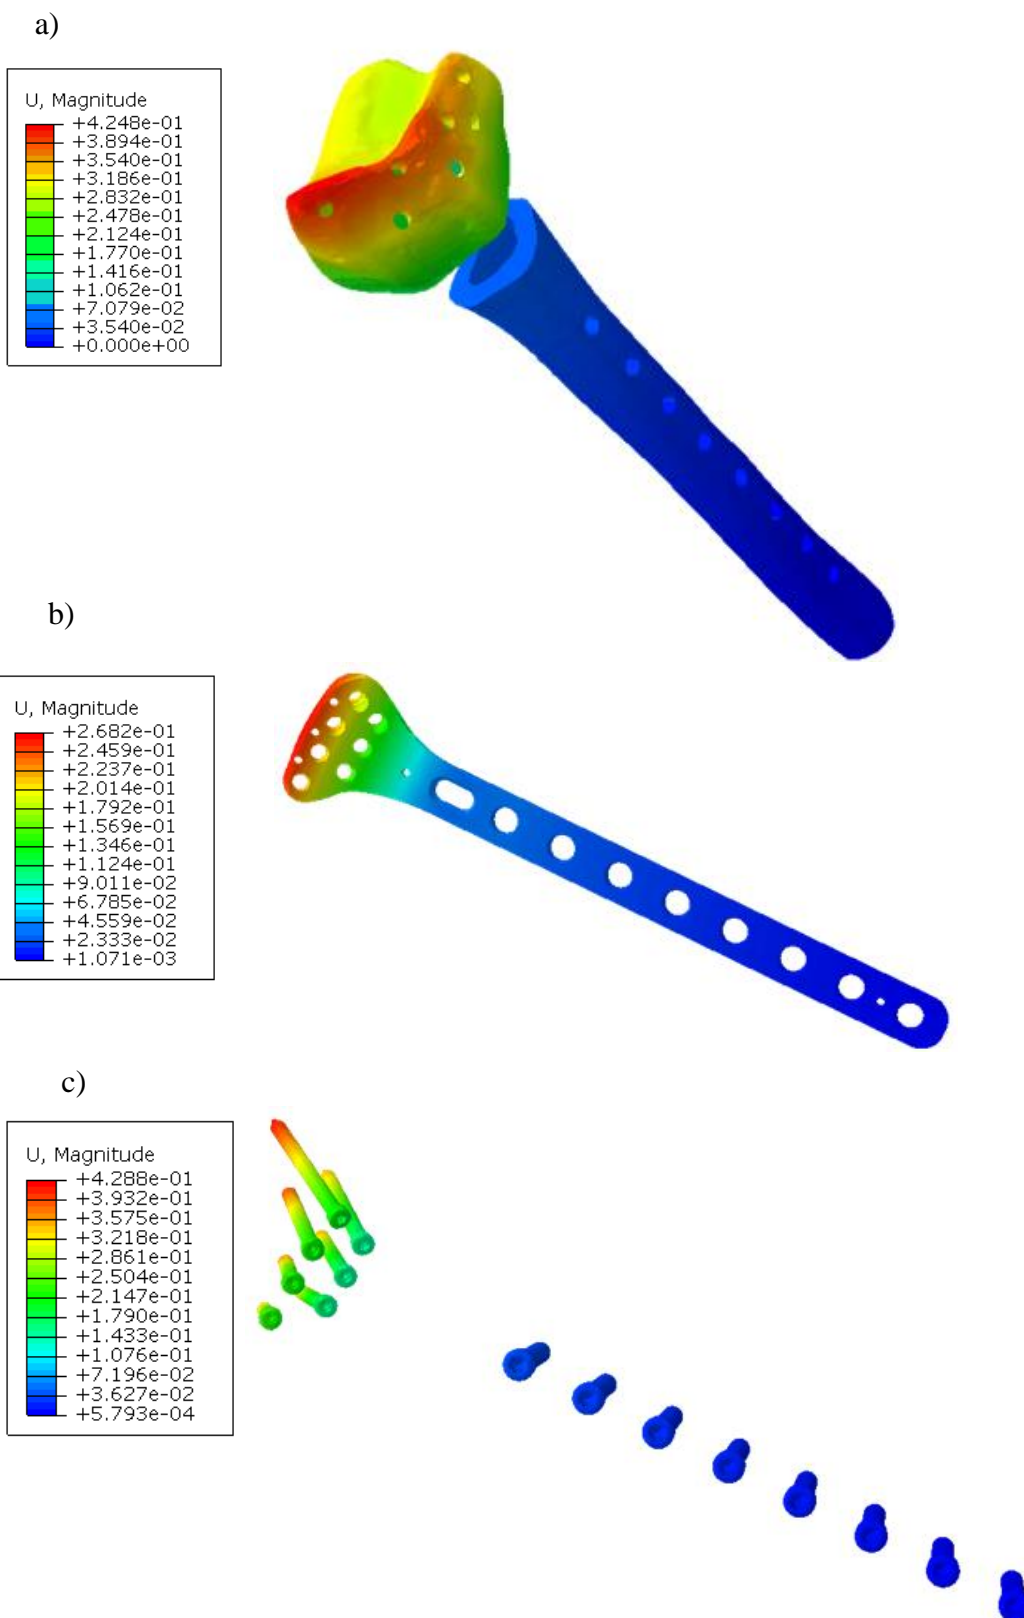 a)
U, Magnitude
+4.248e-01
+3.894e-01
+3.540e-01
+3.186e-01
+2.832e-01
+2.478e-01
+2.124e-01
+1.770e-01
+1.416e-01
+1.062e-01
+7.079e-02
+3.540e-02
+0.000e+00
b)
U, Magnitude
+2.682e-01
+2.459e-01
+2.237e-01
+2.014e-01
+1.792e-01
+1.569e-01
+1.346e-01
+1.124e-01
+9.011e-02
+6.785e-02
+4.559e-02
+2.333e-02
+1.071e-03
c)
U, Magnitude
+4.288e-01
+3.932e-01
+3.575e-01
+3.218e-01
+2.861e-01
+2.504e-01
+2.147e-01
+1.790e-01
+1.433e-01
+1.076e-01
+7.196e-02
+3.627e-02
+5.793e-04